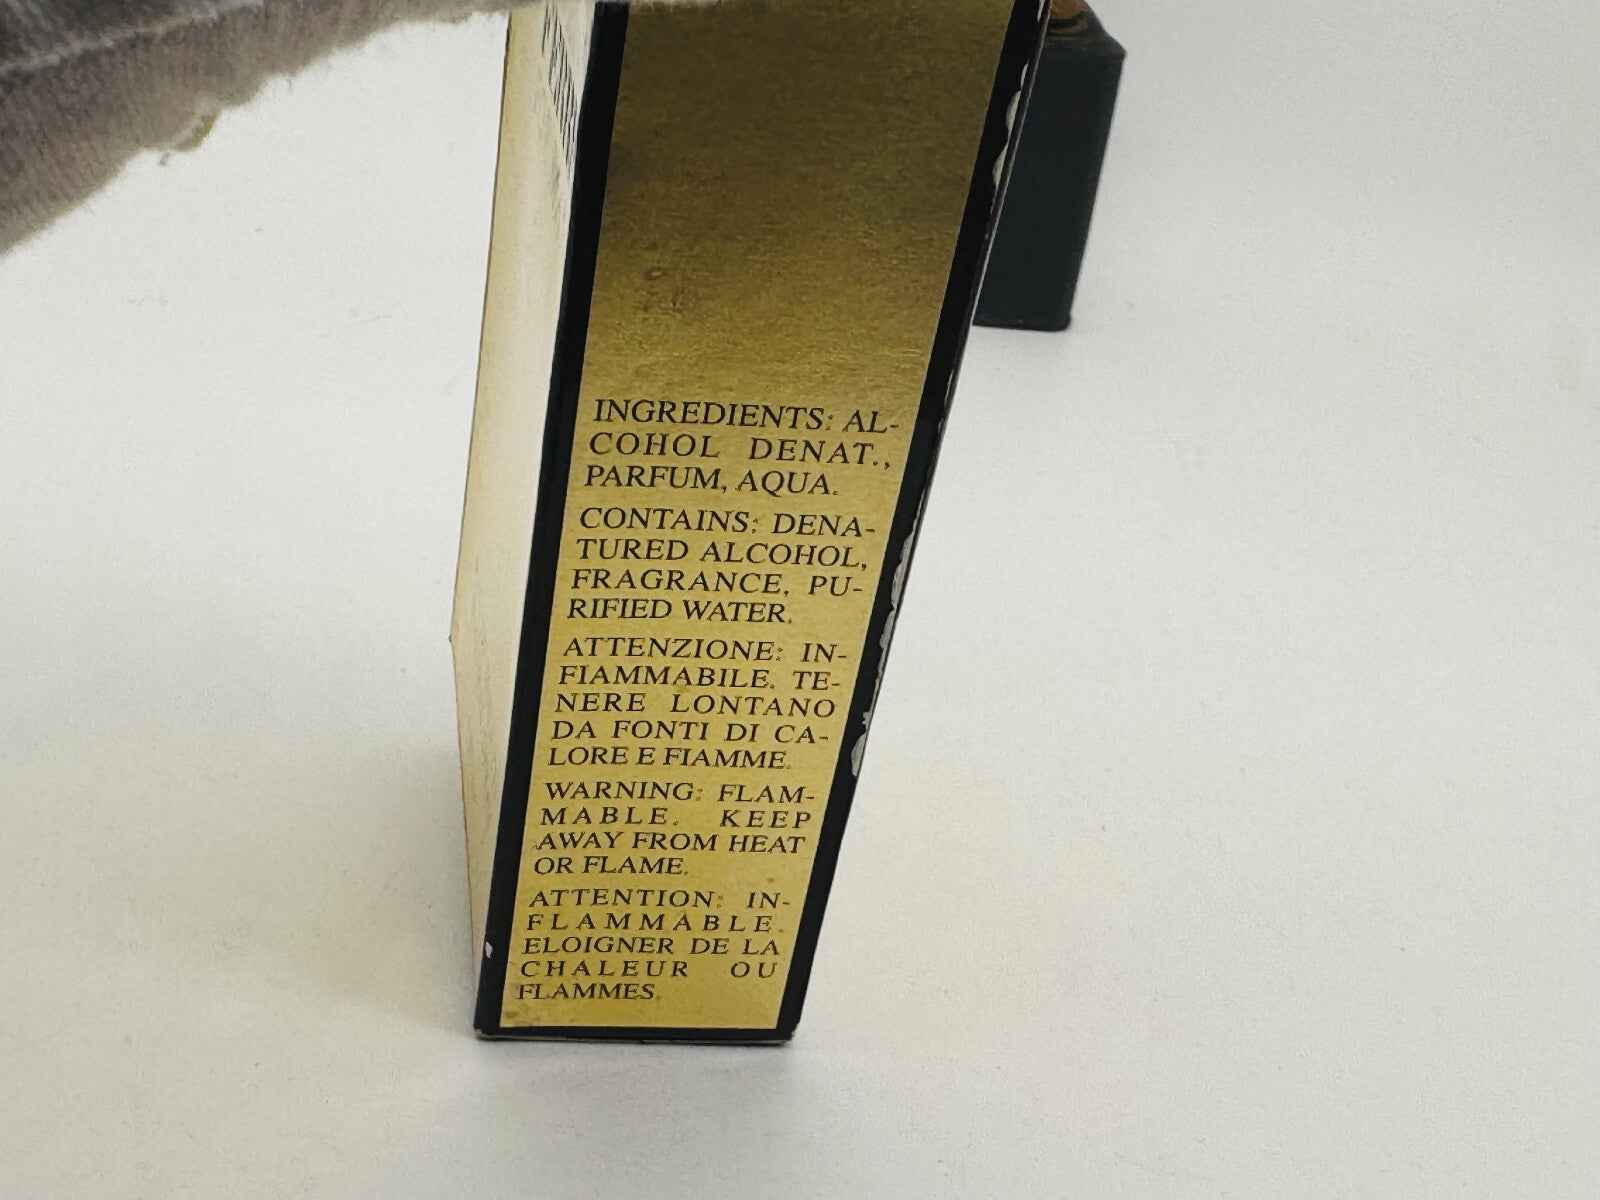 INGREDIENTS: AL-
COHOL DENAT.,
PARFUM, AQUA.
CONTAINS: DENA-
TURED ALCOHOL,
FRAGRANCE, PU-
RIFIED WATER.
ATTENZIONE: IN-
FIAMMABILE. TE-
NERE LONTANO
DA FONTI DI CA-
LORE E FIAMME.
WARNING: FLAM-
MABLE. KEEP
AWAY FROM HEAT
OR FLAME.
ATTENTION: IN-
FLAMMABLE.
ELOIGNER DE LA
CHALEUR OU
FLAMMES.